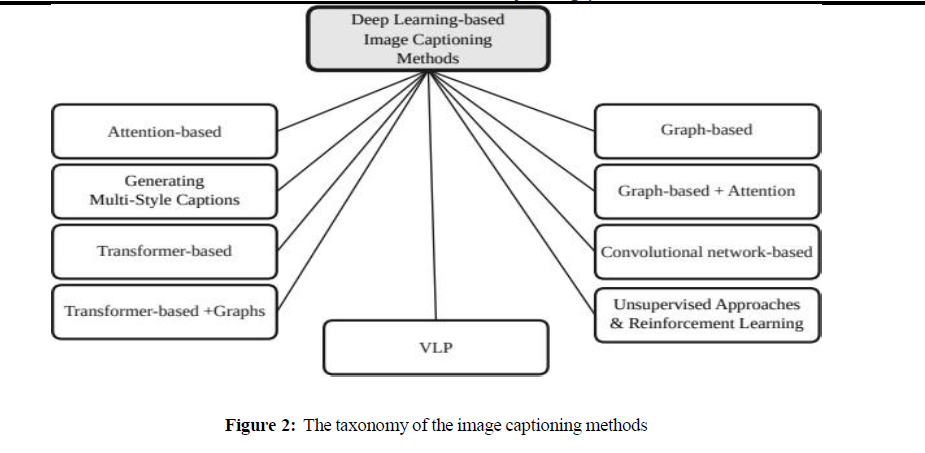 Deep Learning-based
Image Captioning
Methods
Attention-based
Generating
Multi-Style Captions
Transformer-based
Transformer-based +Graphs
VLP
Graph-based
Graph-based + Attention
Convolutional network-based
Unsupervised Approaches
& Reinforcement Learning
Figure 2: The taxonomy of the image captioning methods